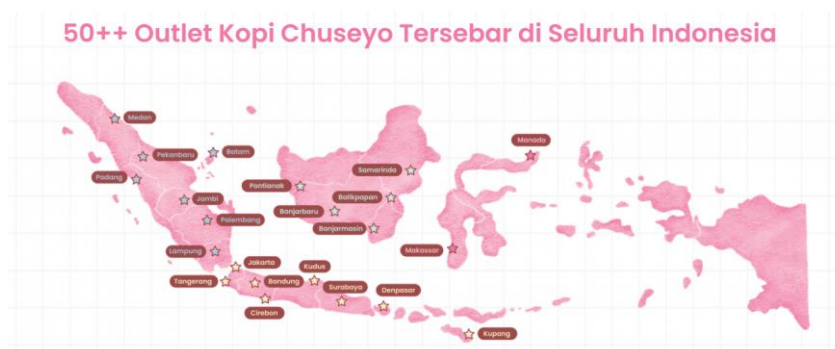 50++ Outlet Kopi Chuseyo Tersebar di Seluruh Indonesia
Medan
Manado
Pekanbaru
Batam
Padang
Samarinda
Pontianak
Jambi
Balikpapan
Banjarbaru
Palembang
Banjarmasin
Lampung
Makassar
Jakarta
Kudus
Tangerang
Bandung
Surabaya
Denpasar
Cirebon
Kupang